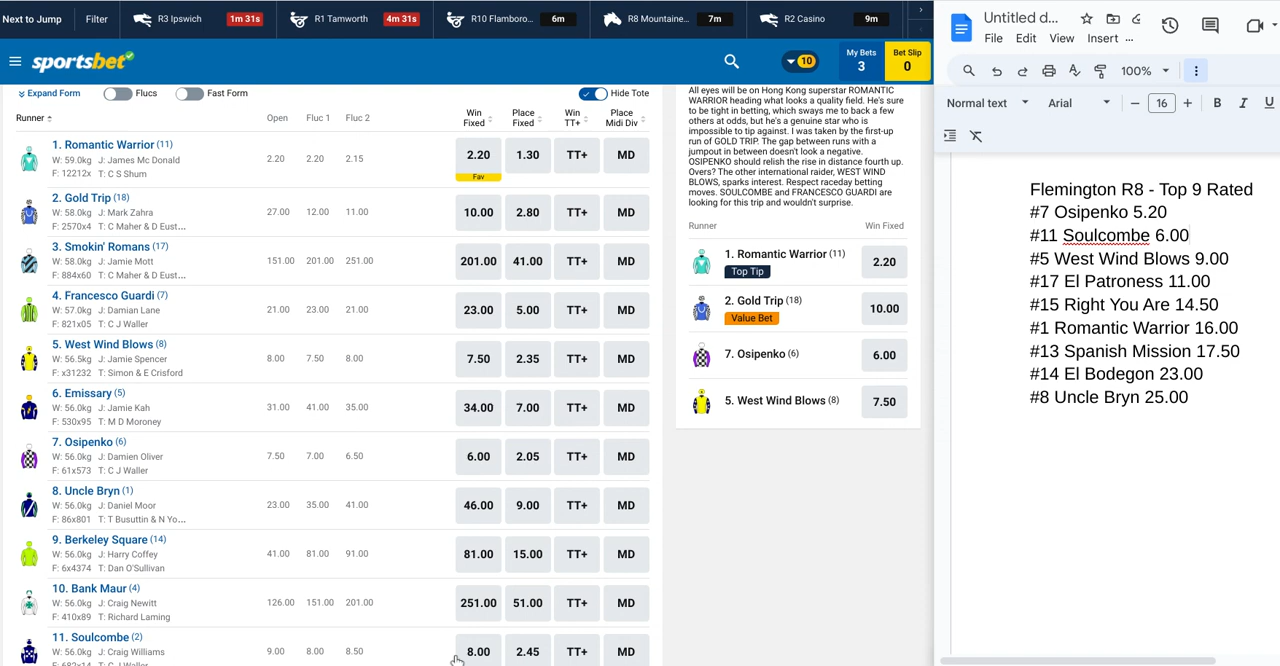 Next to Jump
Filter
R3 Ipswich 1m 31s
R1 Tamworth 4m 31s
R10 Flamboro... 6m
R8 Mountaine... 7m
R2 Casino 9m
sportsbet
10
My Bets
3
Bet Slip
0
Expand Form
Flucs
Fast Form
Hide Tote
Runner Open Fluc 1 Fluc 2 Win Fixed Place Fixed Win TT+ Place Midi Div
1. Romantic Warrior (11)
W: 59.0kg J: James Mc Donald 2.20 2.20 2.15 2.20 1.30 TT+ MD
F: 12212x T: C S Shum Fav
2. Gold Trip (18)
W: 58.0kg J: Mark Zahra 27.00 12.00 11.00 10.00 2.80 TT+ MD
F: 2570x4 T: C Maher & D Eust...
3. Smokin' Romans (17)
W: 58.0kg J: Jamie Mott 151.00 201.00 251.00 201.00 41.00 TT+ MD
F: 884x60 T: C Maher & D Eust...
4. Francesco Guardi (7)
W: 57.0kg J: Damian Lane 21.00 23.00 21.00 23.00 5.00 TT+ MD
F: 821x05 T: C J Waller
5. West Wind Blows (8)
W: 56.5kg J: Jamie Spencer 8.00 7.50 8.00 7.50 2.35 TT+ MD
F: x31232 T: Simon & E Crisford
6. Emissary (5)
W: 56.0kg J: Jamie Kah 31.00 41.00 35.00 34.00 7.00 TT+ MD
F: 530x95 T: M D Moroney
7. Osipenko (6)
W: 56.0kg J: Damien Oliver 7.50 7.00 6.50 6.00 2.05 TT+ MD
F: 61x573 T: C J Waller
8. Uncle Bryn (1)
W: 56.0kg J: Daniel Moor 23.00 35.00 41.00 46.00 9.00 TT+ MD
F: 86x801 T: T Busuttin & N Yo...
9. Berkeley Square (14)
W: 56.0kg J: Harry Coffey 41.00 81.00 91.00 81.00 15.00 TT+ MD
F: 6x4374 T: Dan O'Sullivan
10. Bank Maur (4)
W: 56.0kg J: Craig Newitt 126.00 151.00 201.00 251.00 51.00 TT+ MD
F: 410x89 T: Richard Laming
11. Soulcombe (2)
W: 56.0kg J: Craig Williams 9.00 8.00 8.50 8.00 2.45 TT+ MD
F: 682x14 T: C J Waller
All eyes will be on Hong Kong superstar ROMANTIC
WARRIOR heading what looks a quality field. He's sure
to be tight in betting, which sways me to back a few
others at odds, but he's a genuine star who is
impossible to tip against. I was taken by the first-up
run of GOLD TRIP. The gap between runs with a
jumpout in between doesn't look a negative.
OSIPENKO should relish the rise in distance fourth up.
Overs? The other international raider, WEST WIND
BLOWS, sparks interest. Respect raceday betting
moves. SOULCOMBE and FRANCESCO GUARDI are
looking for this trip and wouldn't surprise.
Runner Win Fixed
1. Romantic Warrior (11) 2.20
Top Tip
2. Gold Trip (18) 10.00
Value Bet
7. Osipenko (6) 6.00
5. West Wind Blows (8) 7.50
Untitled d...
File Edit View Insert ...
100%
Normal text Arial 16 B I U
Flemington R8 - Top 9 Rated
#7 Osipenko 5.20
#11 Soulcombe 6.00
#5 West Wind Blows 9.00
#17 El Patroness 11.00
#15 Right You Are 14.50
#1 Romantic Warrior 16.00
#13 Spanish Mission 17.50
#14 El Bodegon 23.00
#8 Uncle Bryn 25.00